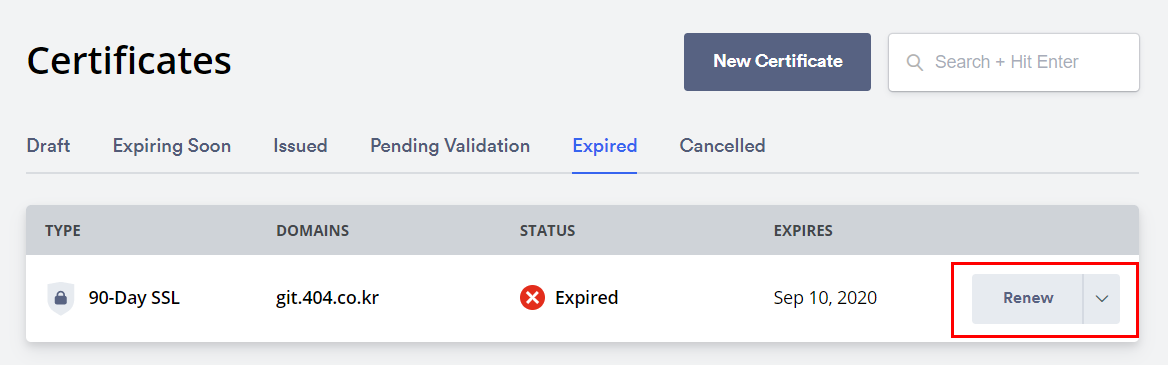 Certificates
New Certificate
Search + Hit Enter
Draft Expiring Soon Issued Pending Validation Expired Cancelled
TYPE DOMAINS STATUS EXPIRES
90-Day SSL git.404.co.kr Expired Sep 10, 2020 Renew